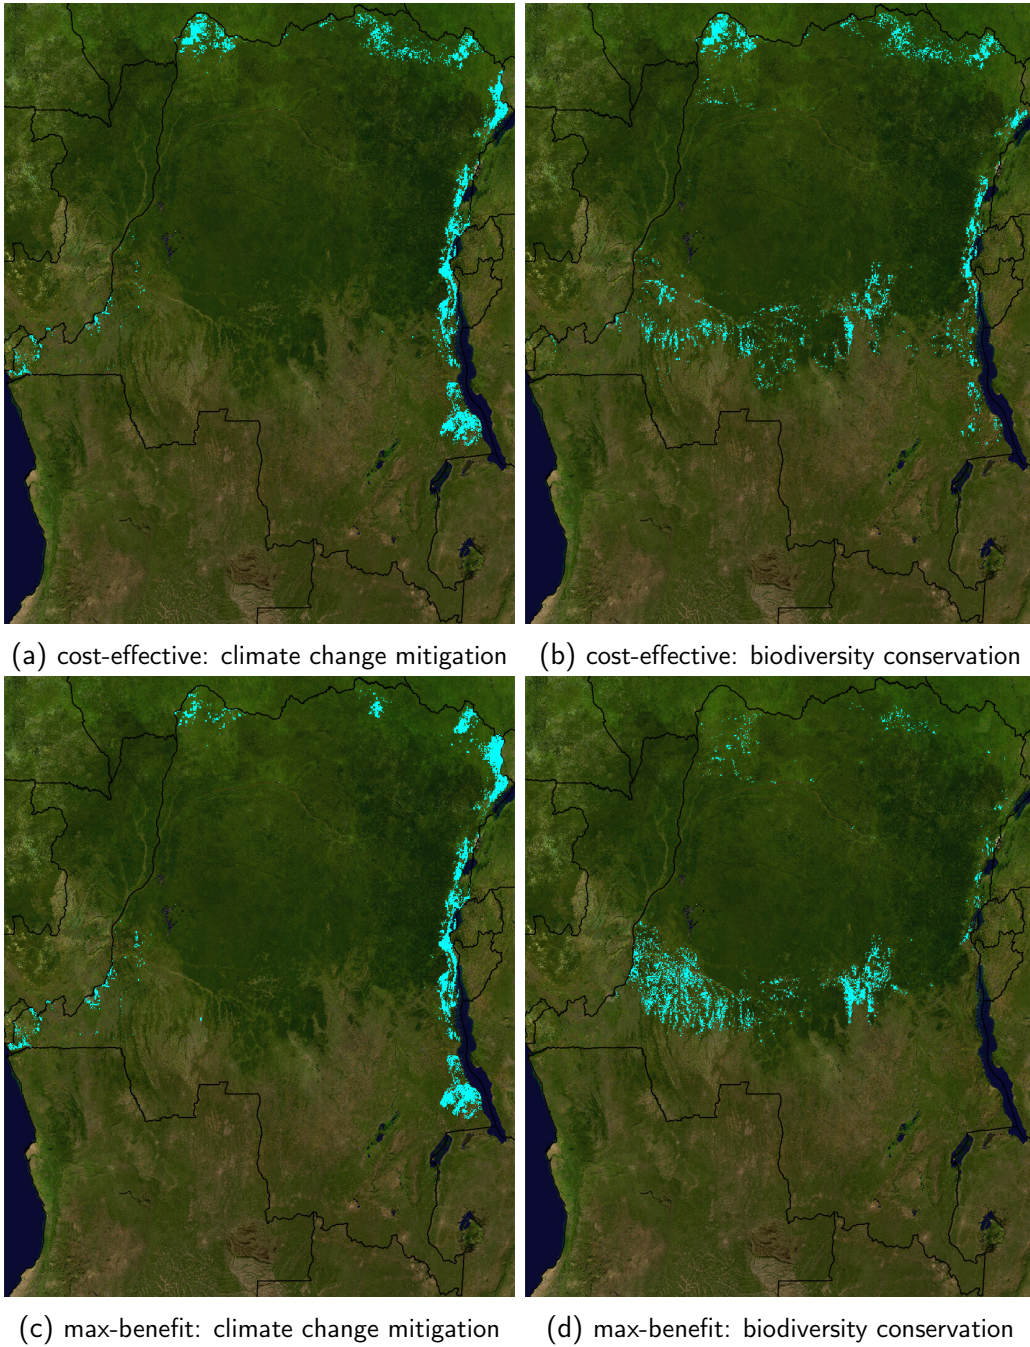 (a) cost-effective: climate change mitigation
(b) cost-effective: biodiversity conservation
(c) max-benefit: climate change mitigation
(d) max-benefit: biodiversity conservation